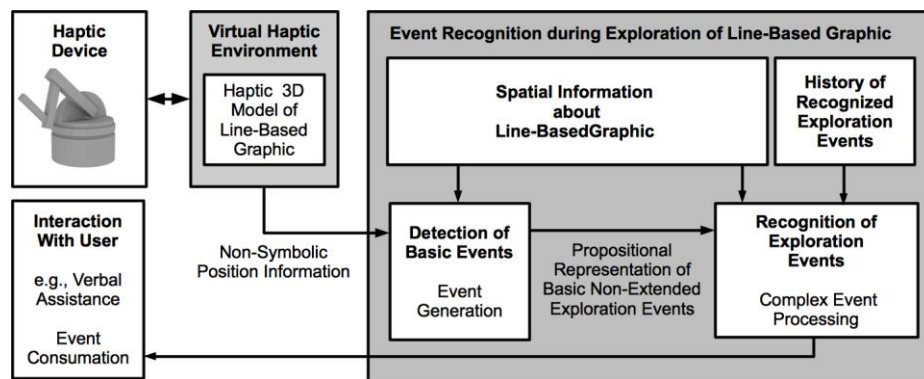 Haptic
Device
Virtual Haptic
Environment
Haptic 3D
Model of
Line-Based
Graphic
Event Recognition during Exploration of Line-Based Graphic
Spatial Information
about
Line-BasedGraphic
History of
Recognized
Exploration
Events
Interaction
With User
e.g., Verbal
Assistance
Event
Consumation
Non-Symbolic
Position Information
Detection of
Basic Events
Event
Generation
Propositional
Representation of
Basic Non-Extended
Exploration Events
Recognition of
Exploration
Events
Complex Event
Processing